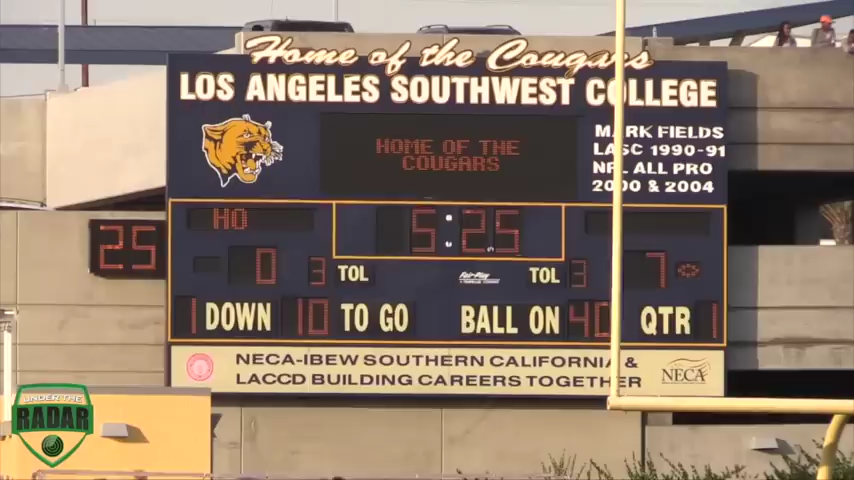 Home of the Cougars
LOS ANGELES SOUTHWEST COLLEGE
HOME OF THE
COUGARS
MARK FIELDS
LASC 1990-91
NFL ALL PRO
2000 & 2004
25
HO
5:25
0
3 TOL
Fair-Play
TOL 3
7
1 DOWN 10 TO GO
BALL ON 40
QTR 1
NECA-IBEW SOUTHERN CALIFORNIA &
LACCD BUILDING CAREERS TOGETHER
NECA
UNDER THE
RADAR